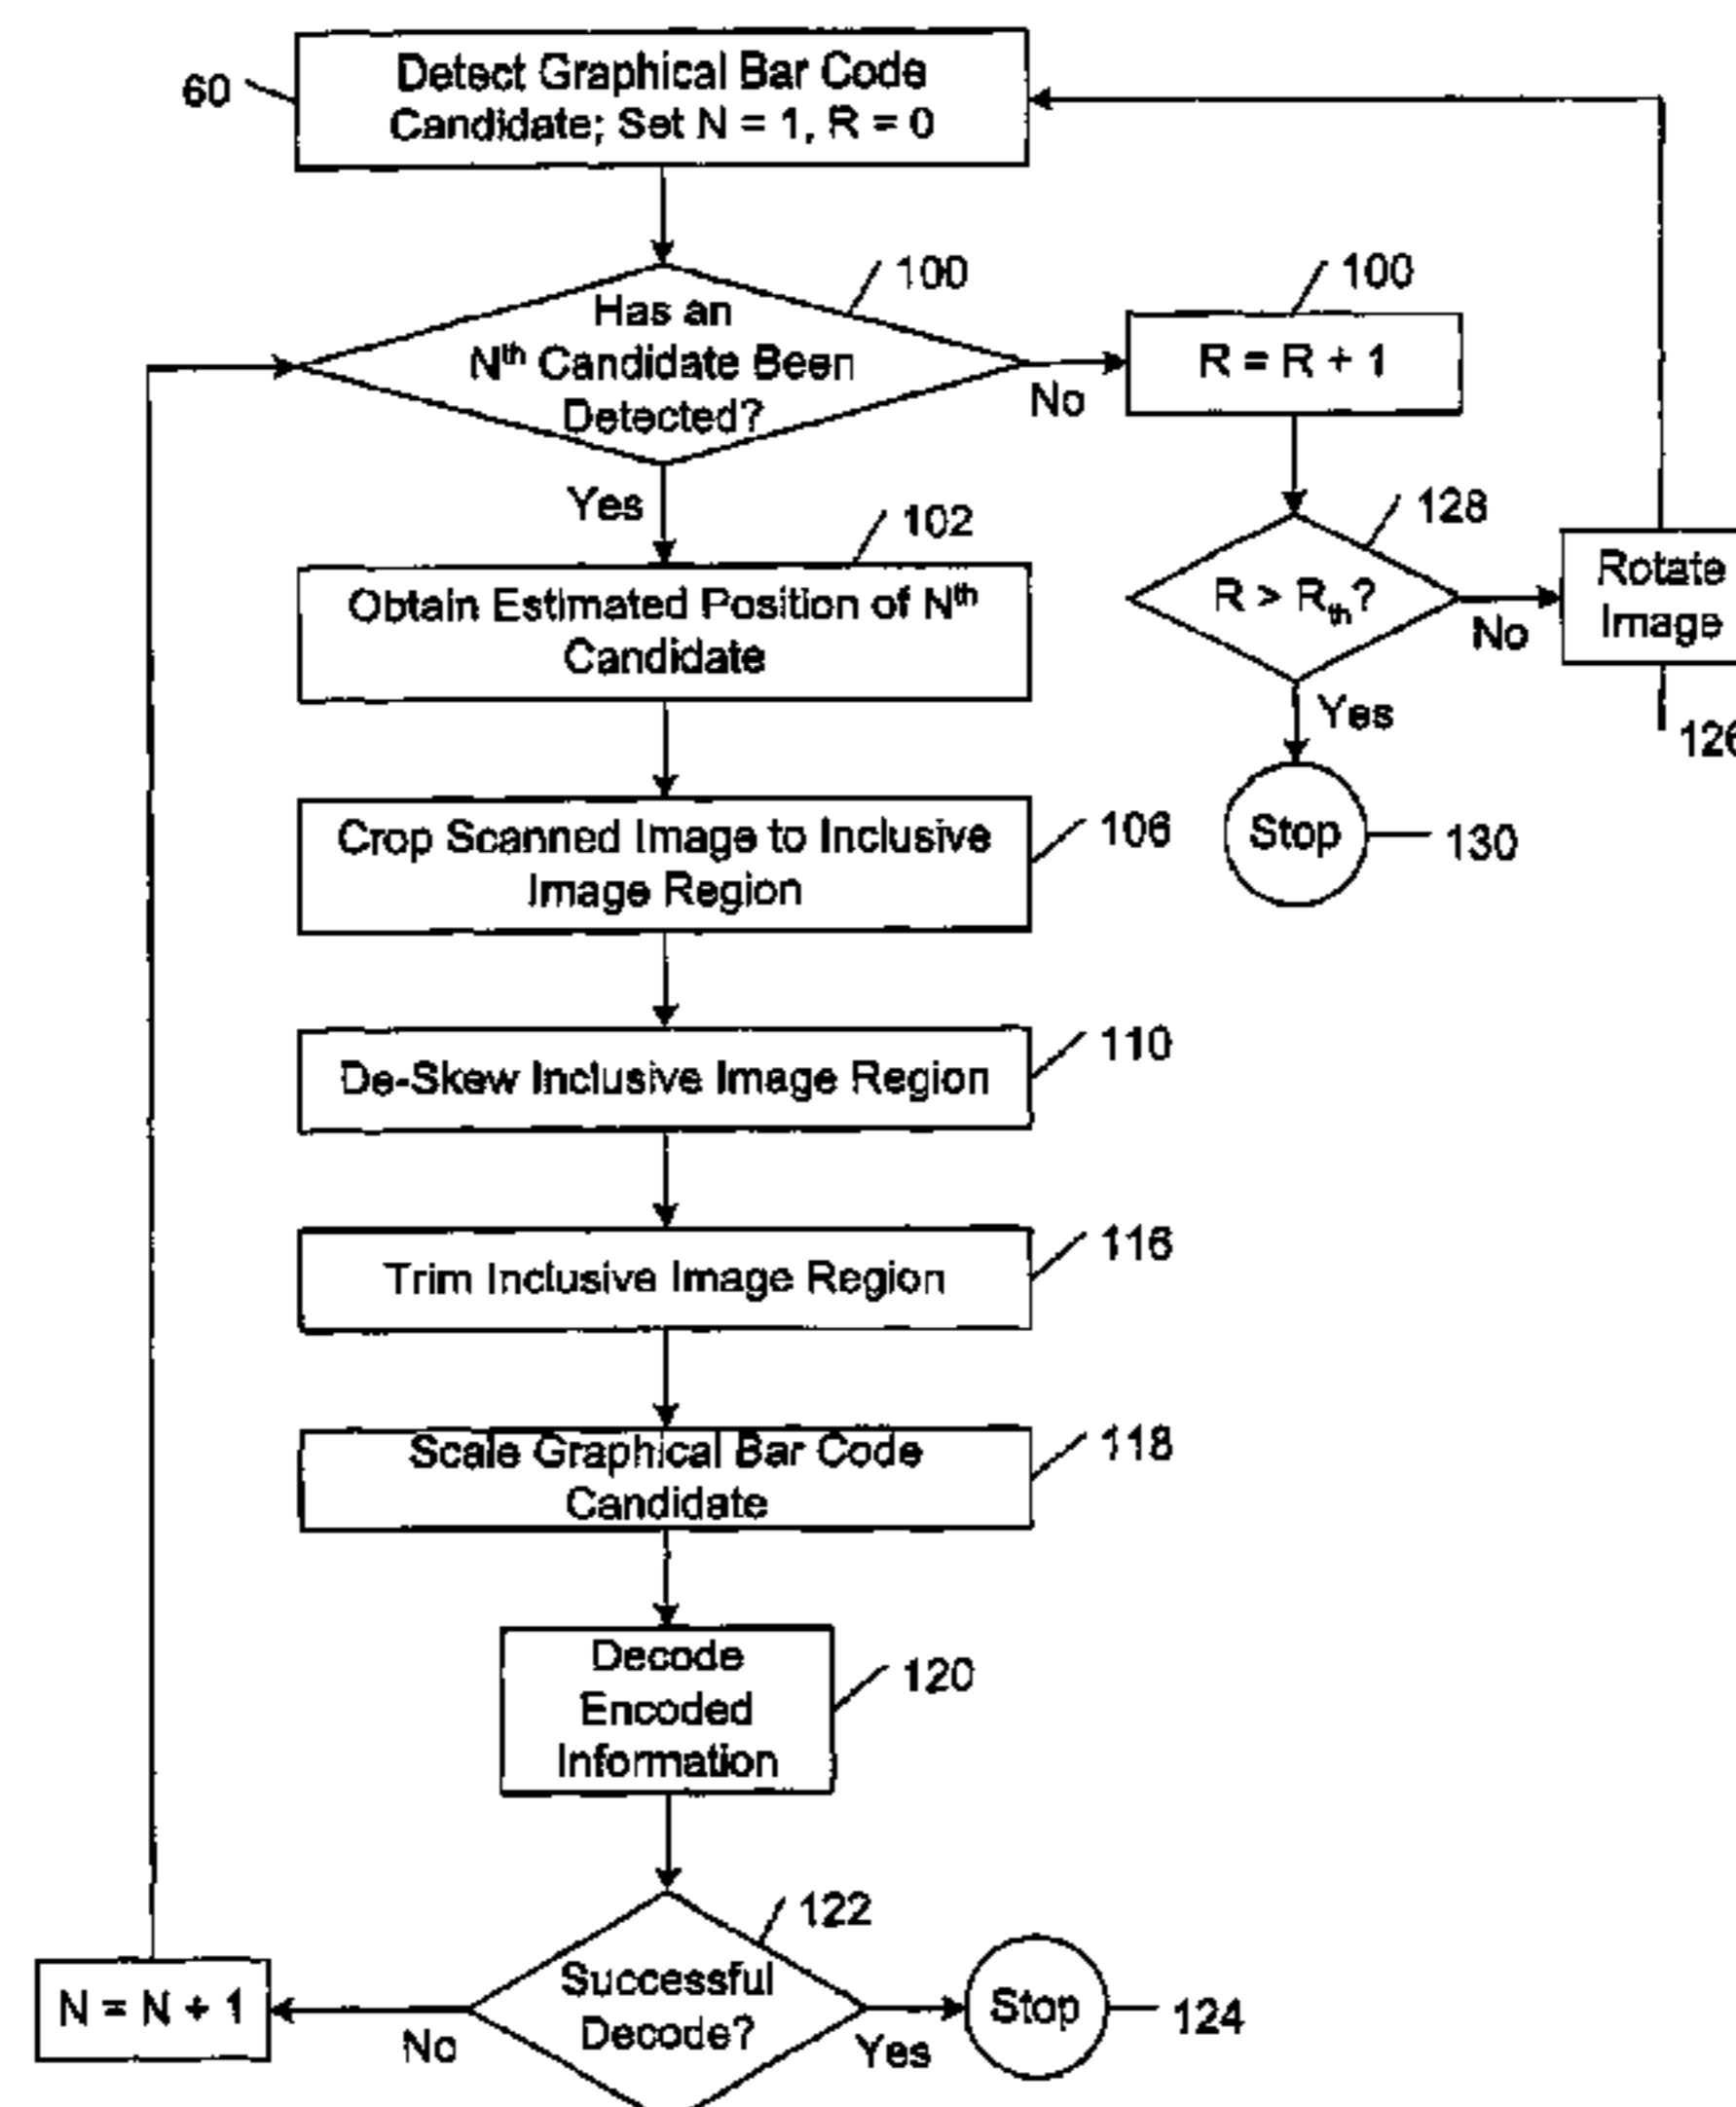 60
Detect Graphical Bar Code
Candidate; Set N = 1, R = 0
100
Has an
Nth Candidate Been
Detected?
No
100
R = R + 1
Yes
128
R > Rth?
No
Rotate
Image
126
Yes
Stop
130
102
Obtain Estimated Position of Nth
Candidate
106
Crop Scanned Image to Inclusive
Image Region
110
De-Skew Inclusive Image Region
116
Trim Inclusive Image Region
118
Scale Graphical Bar Code
Candidate
120
Decode
Encoded
Information
122
Successful
Decode?
No
N = N + 1
Yes
Stop
124